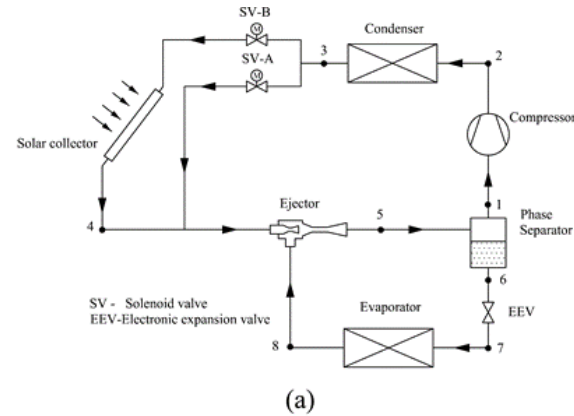 SV-B
M
3
Condenser
2
SV-A
M
Compressor
Solar collector
1
Ejector
5
Phase
Separator
4
6
SV - Solenoid valve
EEV-Electronic expansion valve
Evaporator
EEV
8
7
(a)